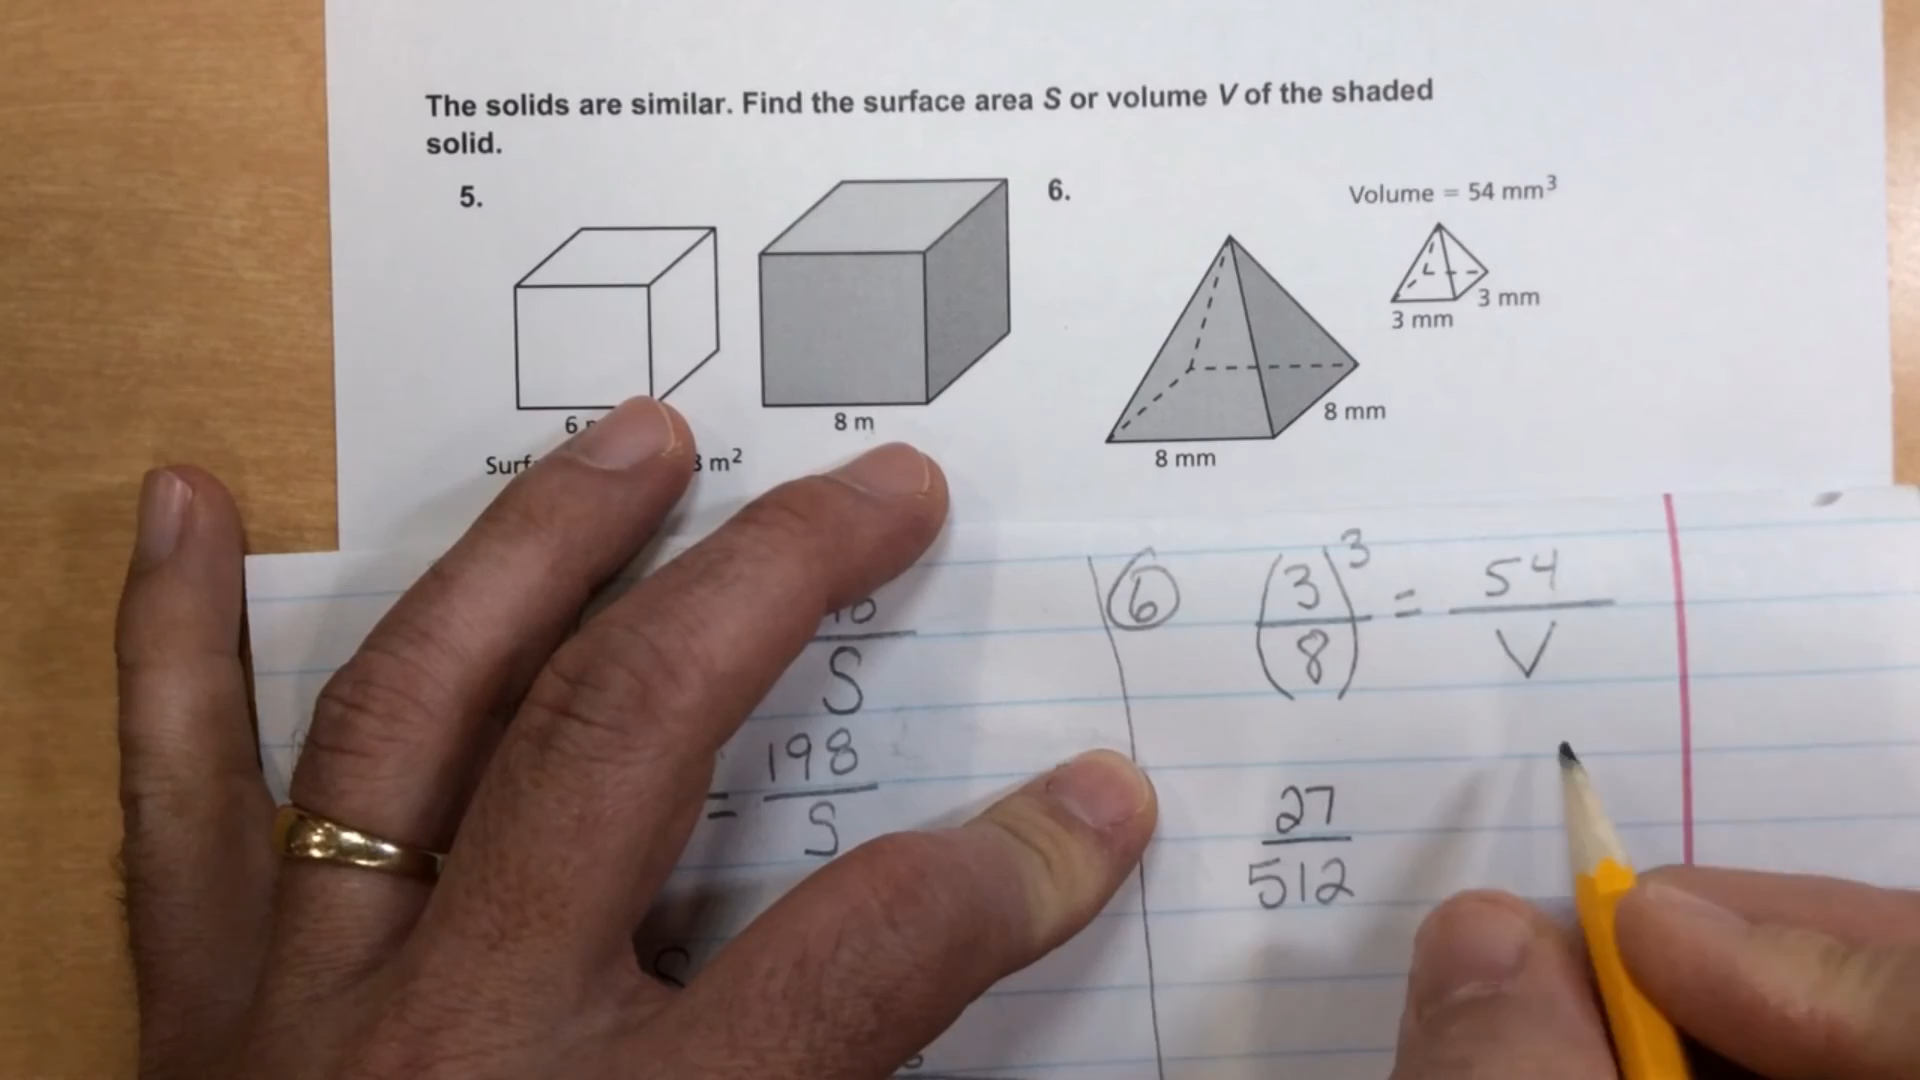 The solids are similar. Find the surface area S or volume V of the shaded
solid.
5.
6
8 m
m²
6.
Volume = 54 mm³
3 mm
3 mm
8 mm
8 mm
S
= 198
S
6 (3/8)³ = 54/V
27/512